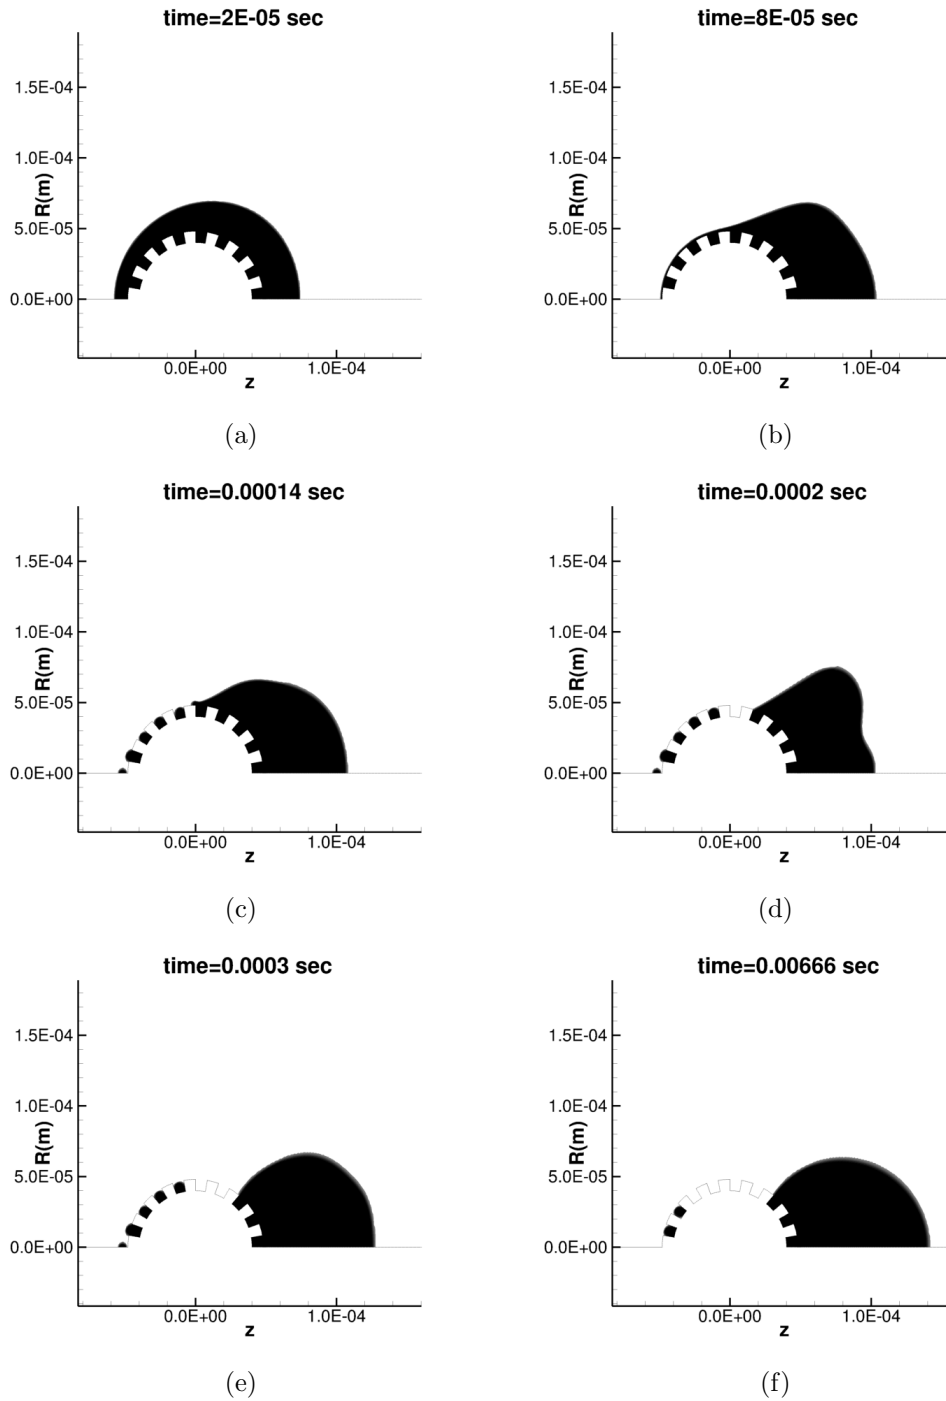 time=2E-05 sec
1.5E-04
1.0E-04
R(m)
5.0E-05
0.0E+00
0.0E+00 1.0E-04
z
(a)
time=8E-05 sec
1.5E-04
1.0E-04
R(m)
5.0E-05
0.0E+00
0.0E+00 1.0E-04
z
(b)
time=0.00014 sec
1.5E-04
1.0E-04
R(m)
5.0E-05
0.0E+00
0.0E+00 1.0E-04
z
(c)
time=0.0002 sec
1.5E-04
1.0E-04
R(m)
5.0E-05
0.0E+00
0.0E+00 1.0E-04
z
(d)
time=0.0003 sec
1.5E-04
1.0E-04
R(m)
5.0E-05
0.0E+00
0.0E+00 1.0E-04
z
(e)
time=0.00666 sec
1.5E-04
1.0E-04
R(m)
5.0E-05
0.0E+00
0.0E+00 1.0E-04
z
(f)